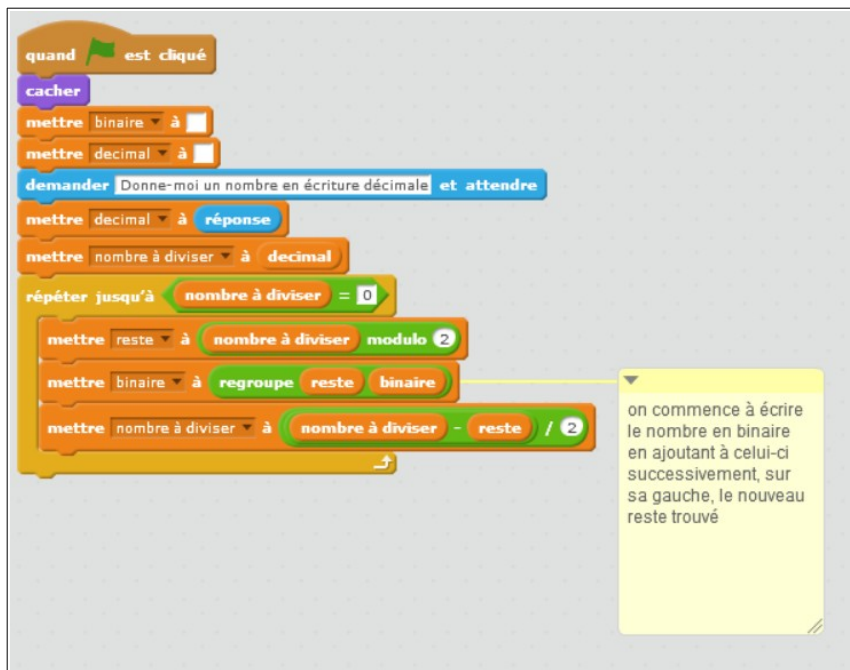 quand est cliqué
cacher
mettre binaire à
mettre decimal à
demander Donne-moi un nombre en écriture décimale et attendre
mettre decimal à réponse
mettre nombre à diviser à decimal
répéter jusqu'à nombre à diviser = 0
mettre reste à nombre à diviser modulo 2
mettre binaire à regroupe reste binaire
mettre nombre à diviser à nombre à diviser - reste / 2
on commence à écrire
le nombre en binaire
en ajoutant à celui-ci
successivement, sur
sa gauche, le nouveau
reste trouvé